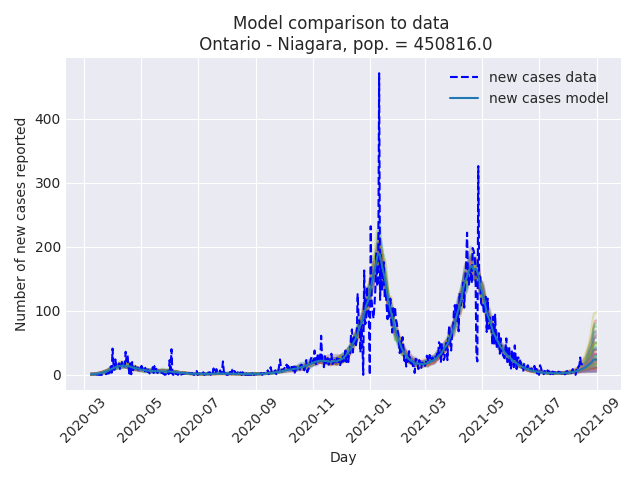 Model comparison to data
Ontario - Niagara, pop. = 450816.0
new cases data
new cases model
Number of new cases reported
400
300
200
100
0
2020-03
2020-05
2020-07
2020-09
2020-11
2021-01
2021-03
2021-05
2021-07
2021-09
Day